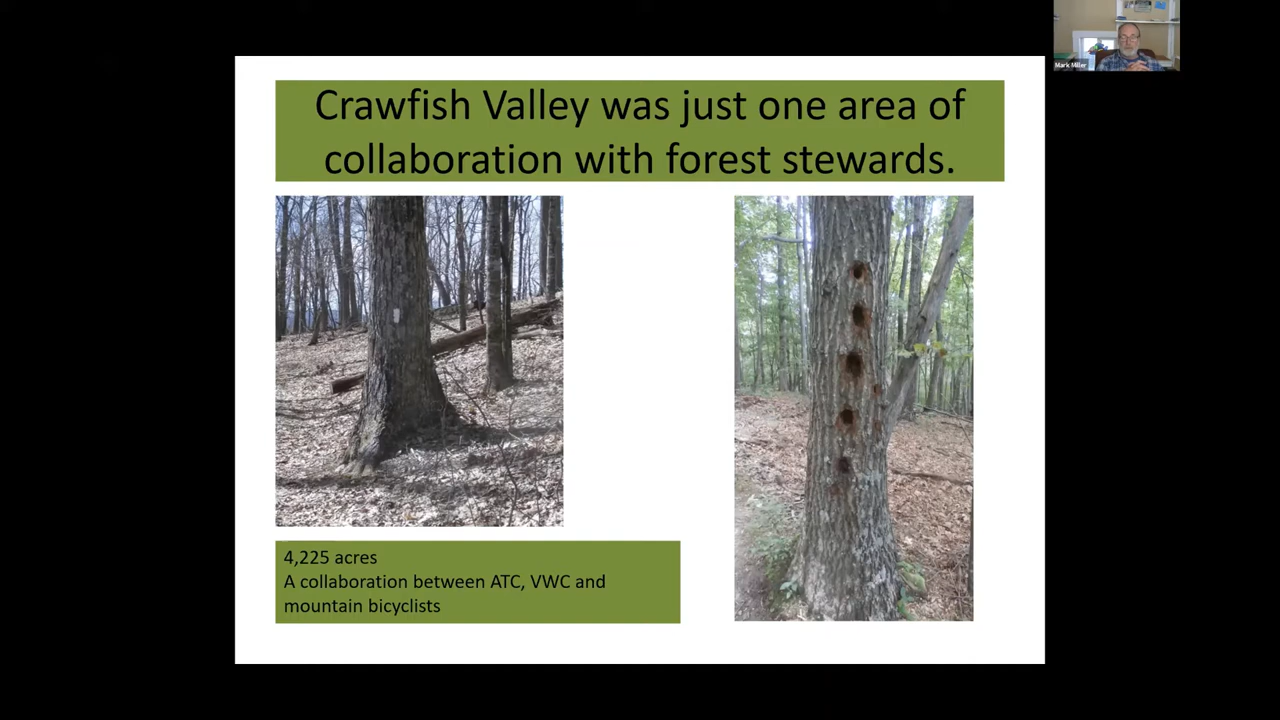 Crawfish Valley was just one area of
collaboration with forest stewards.
4,225 acres
A collaboration between ATC, VWC and
mountain bicyclists
Mark Miller